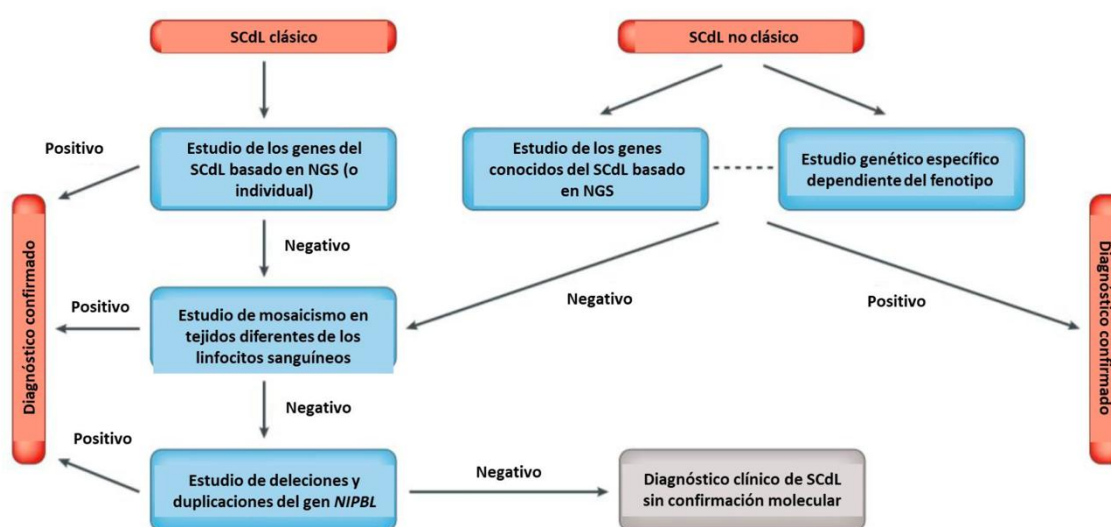 SCdL clásico
SCdL no clásico
Positivo
Estudio de los genes del
SCdL basado en NGS (o
individual)
Estudio de los genes
conocidos del SCdL basado
en NGS
Estudio genético específico
dependiente del fenotipo
Diagnóstico confirmado
Negativo
Negativo
Positivo
Diagnóstico confirmado
Positivo
Estudio de mosaicismo en
tejidos diferentes de los
linfocitos sanguíneos
Negativo
Positivo
Estudio de deleciones y
duplicaciones del gen NIPBL
Negativo
Diagnóstico clínico de SCdL
sin confirmación molecular